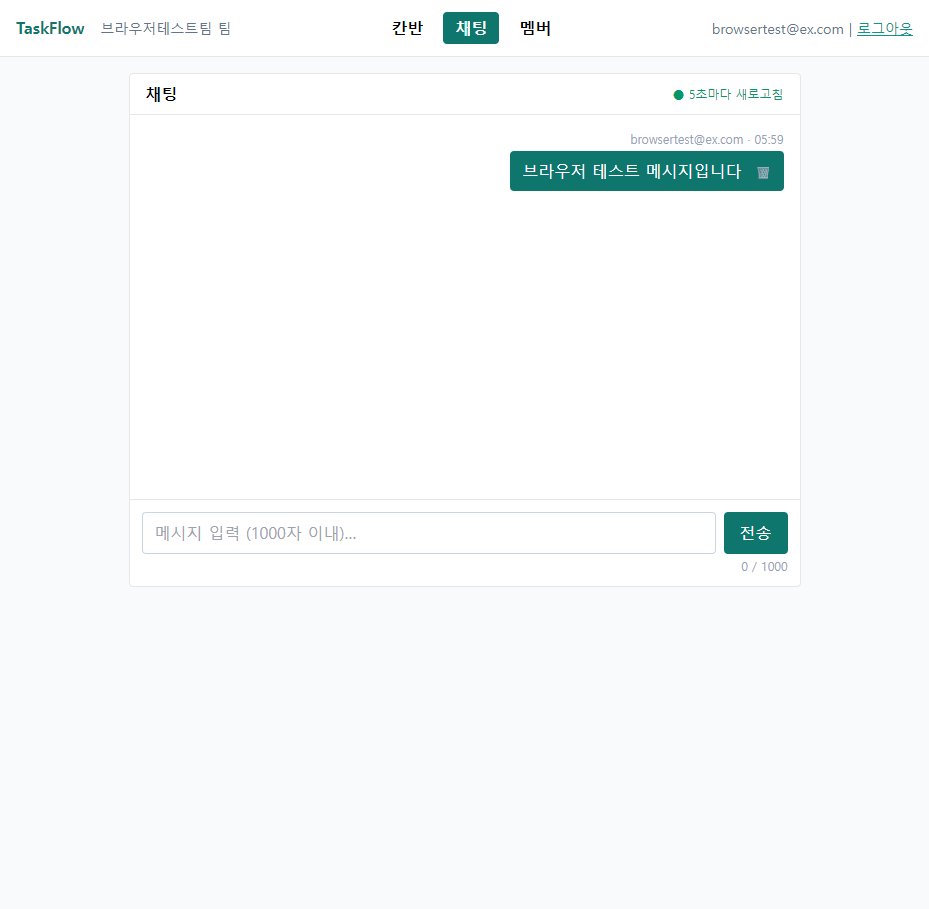 TaskFlow 브라우저테스트팀 팀 칸반 채팅 멤버 browsertest@ex.com | 로그아웃
채팅 5초마다 새로고침
browsertest@ex.com · 05:59
브라우저 테스트 메시지입니다
메시지 입력 (1000자 이내)... 전송
0 / 1000